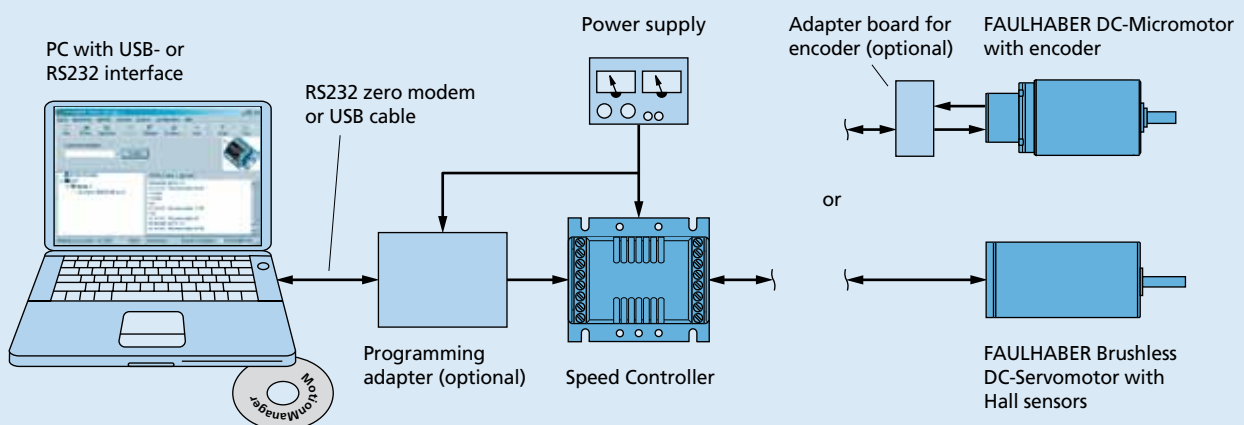 PC with USB- or
RS232 interface
RS232 zero modem
or USB cable
Power supply
Adapter board for
encoder (optional)
FAULHABER DC-Micromotor
with encoder
or
Programming
adapter (optional)
Speed Controller
FAULHABER Brushless
DC-Servomotor with
Hall sensors
MotionManager